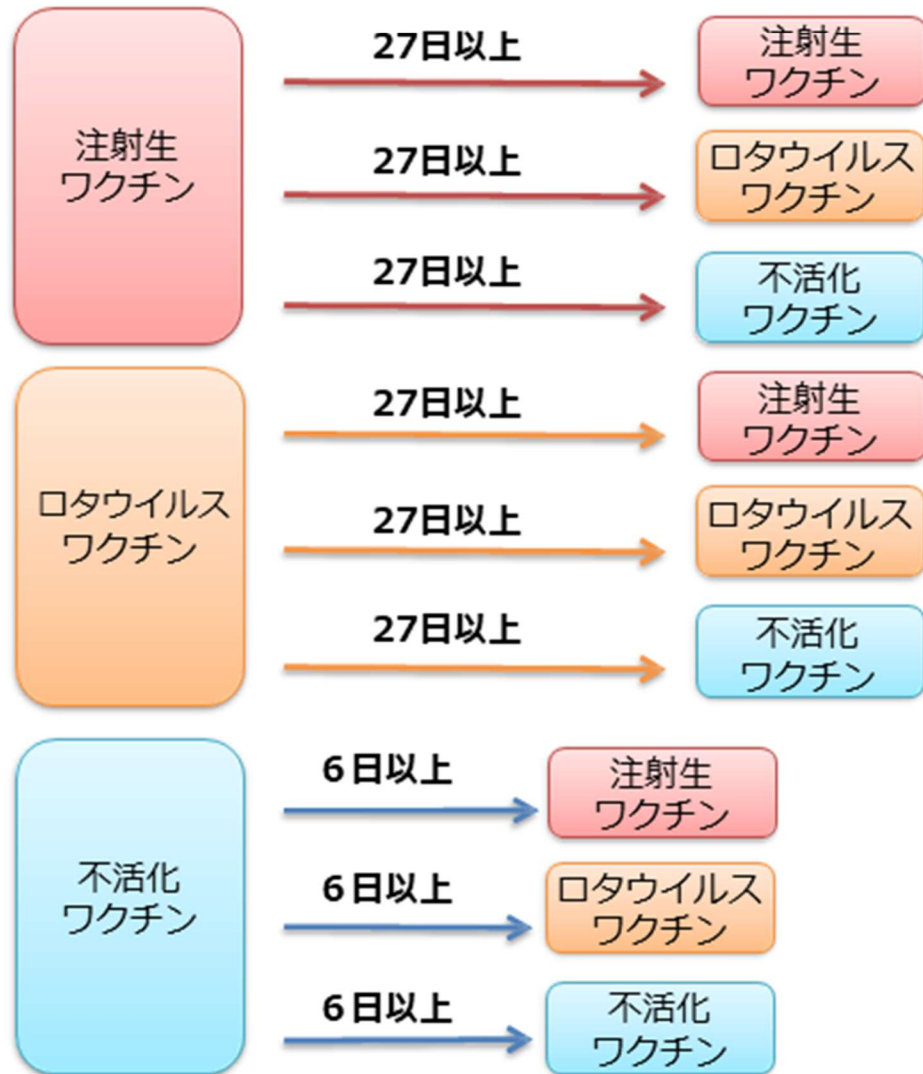 注射生
ワクチン
27日以上
注射生
ワクチン
27日以上
ロタウイルス
ワクチン
27日以上
不活化
ワクチン
ロタウイルス
ワクチン
27日以上
注射生
ワクチン
27日以上
ロタウイルス
ワクチン
27日以上
不活化
ワクチン
不活化
ワクチン
6日以上
注射生
ワクチン
6日以上
ロタウイルス
ワクチン
6日以上
不活化
ワクチン